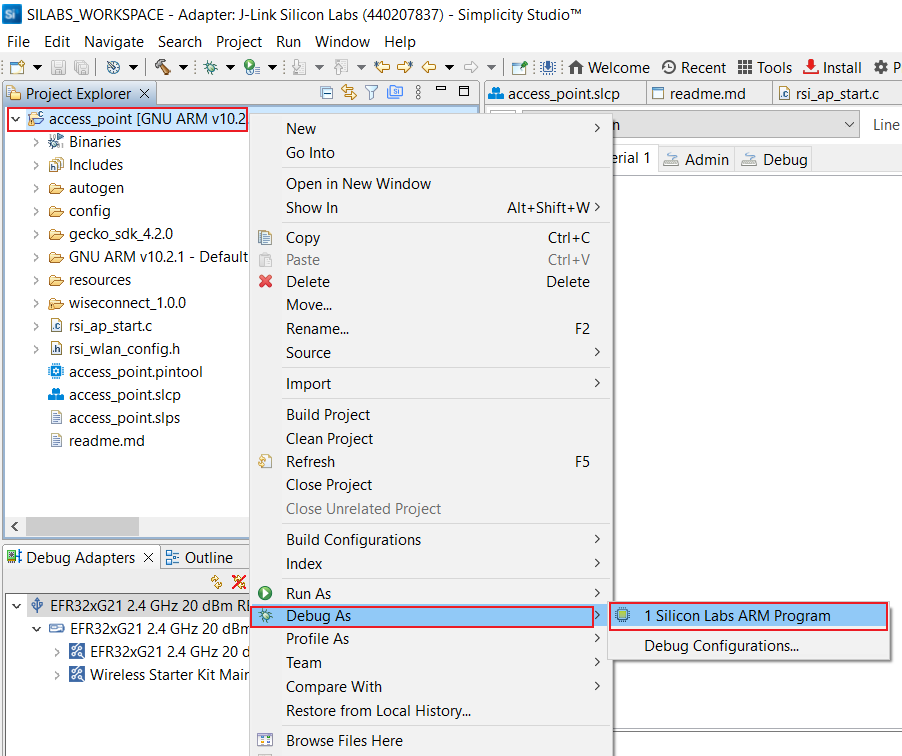 Si SILABS_WORKSPACE - Adapter: J-Link Silicon Labs (440207837) - Simplicity Studio™
File Edit Navigate Search Project Run Window Help
Welcome Recent Tools Install P
Project Explorer
access_point.slcp readme.md rsi_ap_start.c
access_point [GNU ARM v10.2
Line
Binaries
Includes
autogen
config
gecko_sdk_4.2.0
GNU ARM v10.2.1 - Default
resources
wiseconnect_1.0.0
rsi_ap_start.c
rsi_wlan_config.h
access_point.pintool
access_point.slcp
access_point.slps
readme.md
erial 1 Admin Debug
New
Go Into
Open in New Window
Show In Alt+Shift+W
Copy Ctrl+C
Paste Ctrl+V
Delete Delete
Move...
Rename... F2
Source
Import
Build Project
Clean Project
Refresh F5
Close Project
Close Unrelated Project
Build Configurations
Index
Run As
Debug As
Profile As
Team
Compare With
Restore from Local History...
Browse Files Here
1 Silicon Labs ARM Program
Debug Configurations...
Debug Adapters Outline
EFR32xG21 2.4 GHz 20 dBm RI
EFR32xG21 2.4 GHz 20 dBm
EFR32xG21 2.4 GHz 20 d
Wireless Starter Kit Mair